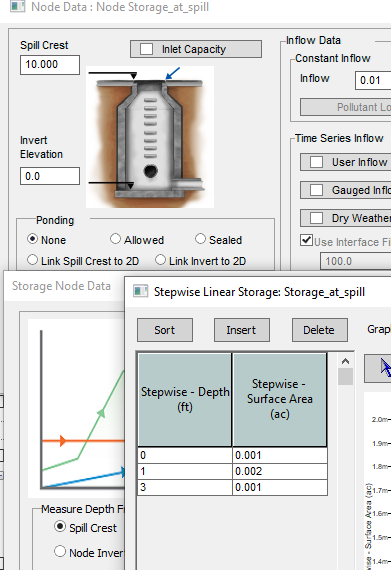 Node Data : Node Storage_at_spill
Spill Crest
10.000
Inlet Capacity
Inflow Data
Constant Inflow
Inflow
0.01
Pollutant Lo
Invert
Elevation
0.0
Time Series Inflow
User Inflow
Gauged Inflo
Dry Weather
Use Interface Fi
100.0
Ponding
None
Allowed
Sealed
Link Spill Crest to 2D
Link Invert to 2D
Storage Node Data
Stepwise Linear Storage: Storage_at_spill
Sort
Insert
Delete
Graph
Stepwise - Depth
(ft)
Stepwise -
Surface Area
(ac)
0
0.001
1
0.002
3
0.001
Measure Depth F
Spill Crest
Node Inver
2.0m
1.9m
1.8m
1.7m
1.6m
1.5m
1.4m
wise - Surface Area (ac)